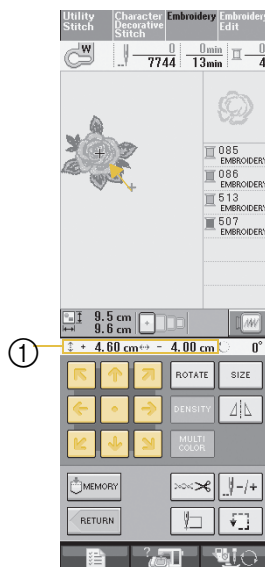 Utility Stitch
Character Decorative Stitch
Embroidery
Embroidery Edit
W
0
7744
0min
13min
0
4
085
EMBROIDERY
086
EMBROIDERY
513
EMBROIDERY
507
EMBROIDERY
9.5 cm
9.6 cm
1
+ 4.60 cm - 4.00 cm 0°
ROTATE
SIZE
DENSITY
MULTI COLOR
MEMORY
-/+
RETURN
?